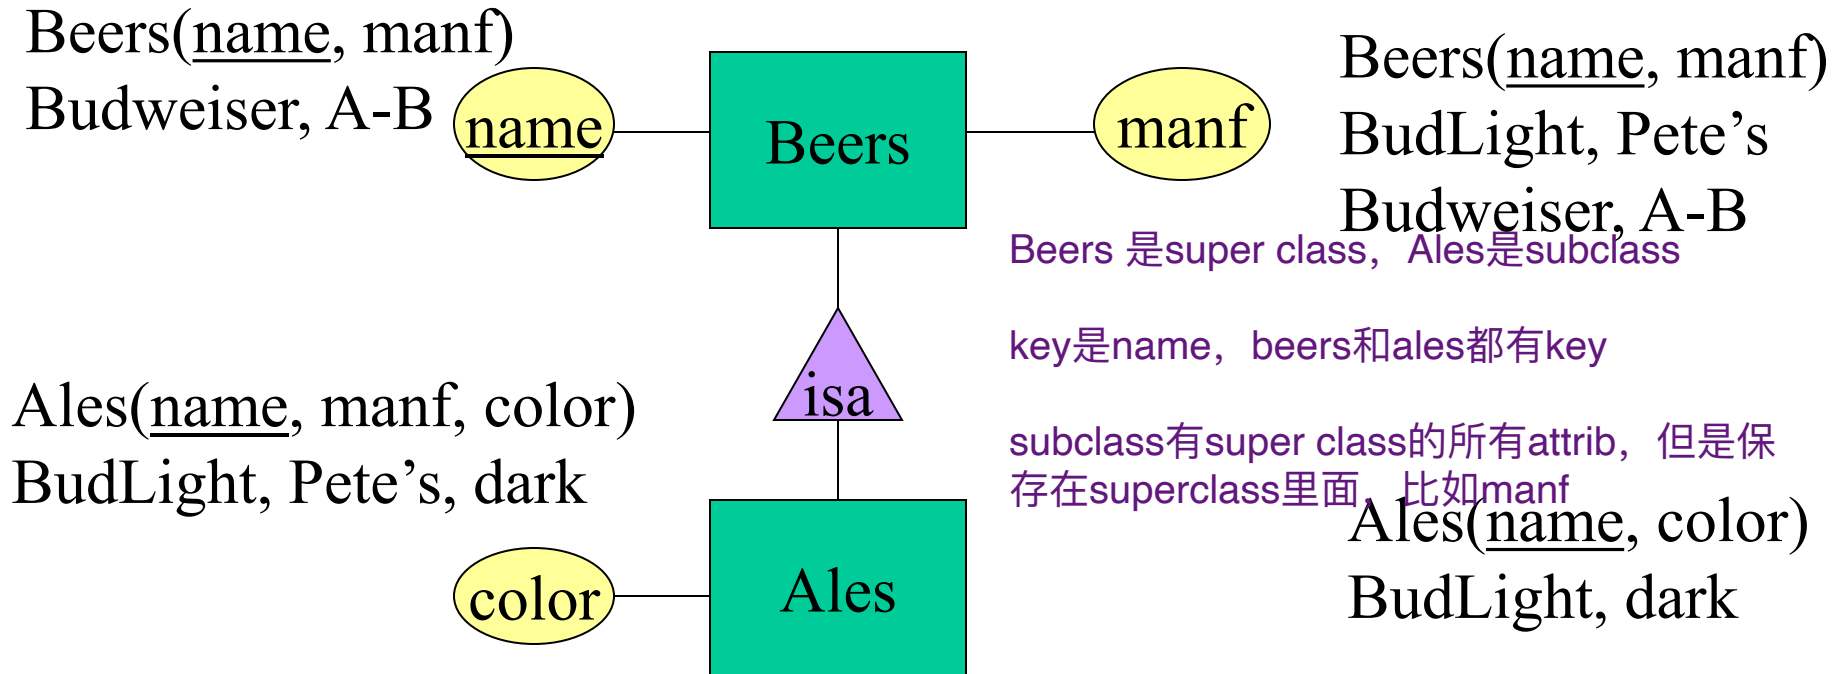 Beers(name, manf)
Budweiser, A-B
name
Beers
manf
Beers(name, manf)
BudLight, Pete’s
Budweiser, A-B
Beers 是super class，Ales是subclass
key是name，beers和ales都有key
subclass有super class的所有attrib，但是保
存在superclass里面，比如manf
isa
Ales(name, manf, color)
BudLight, Pete’s, dark
color
Ales
Ales(name, color)
BudLight, dark